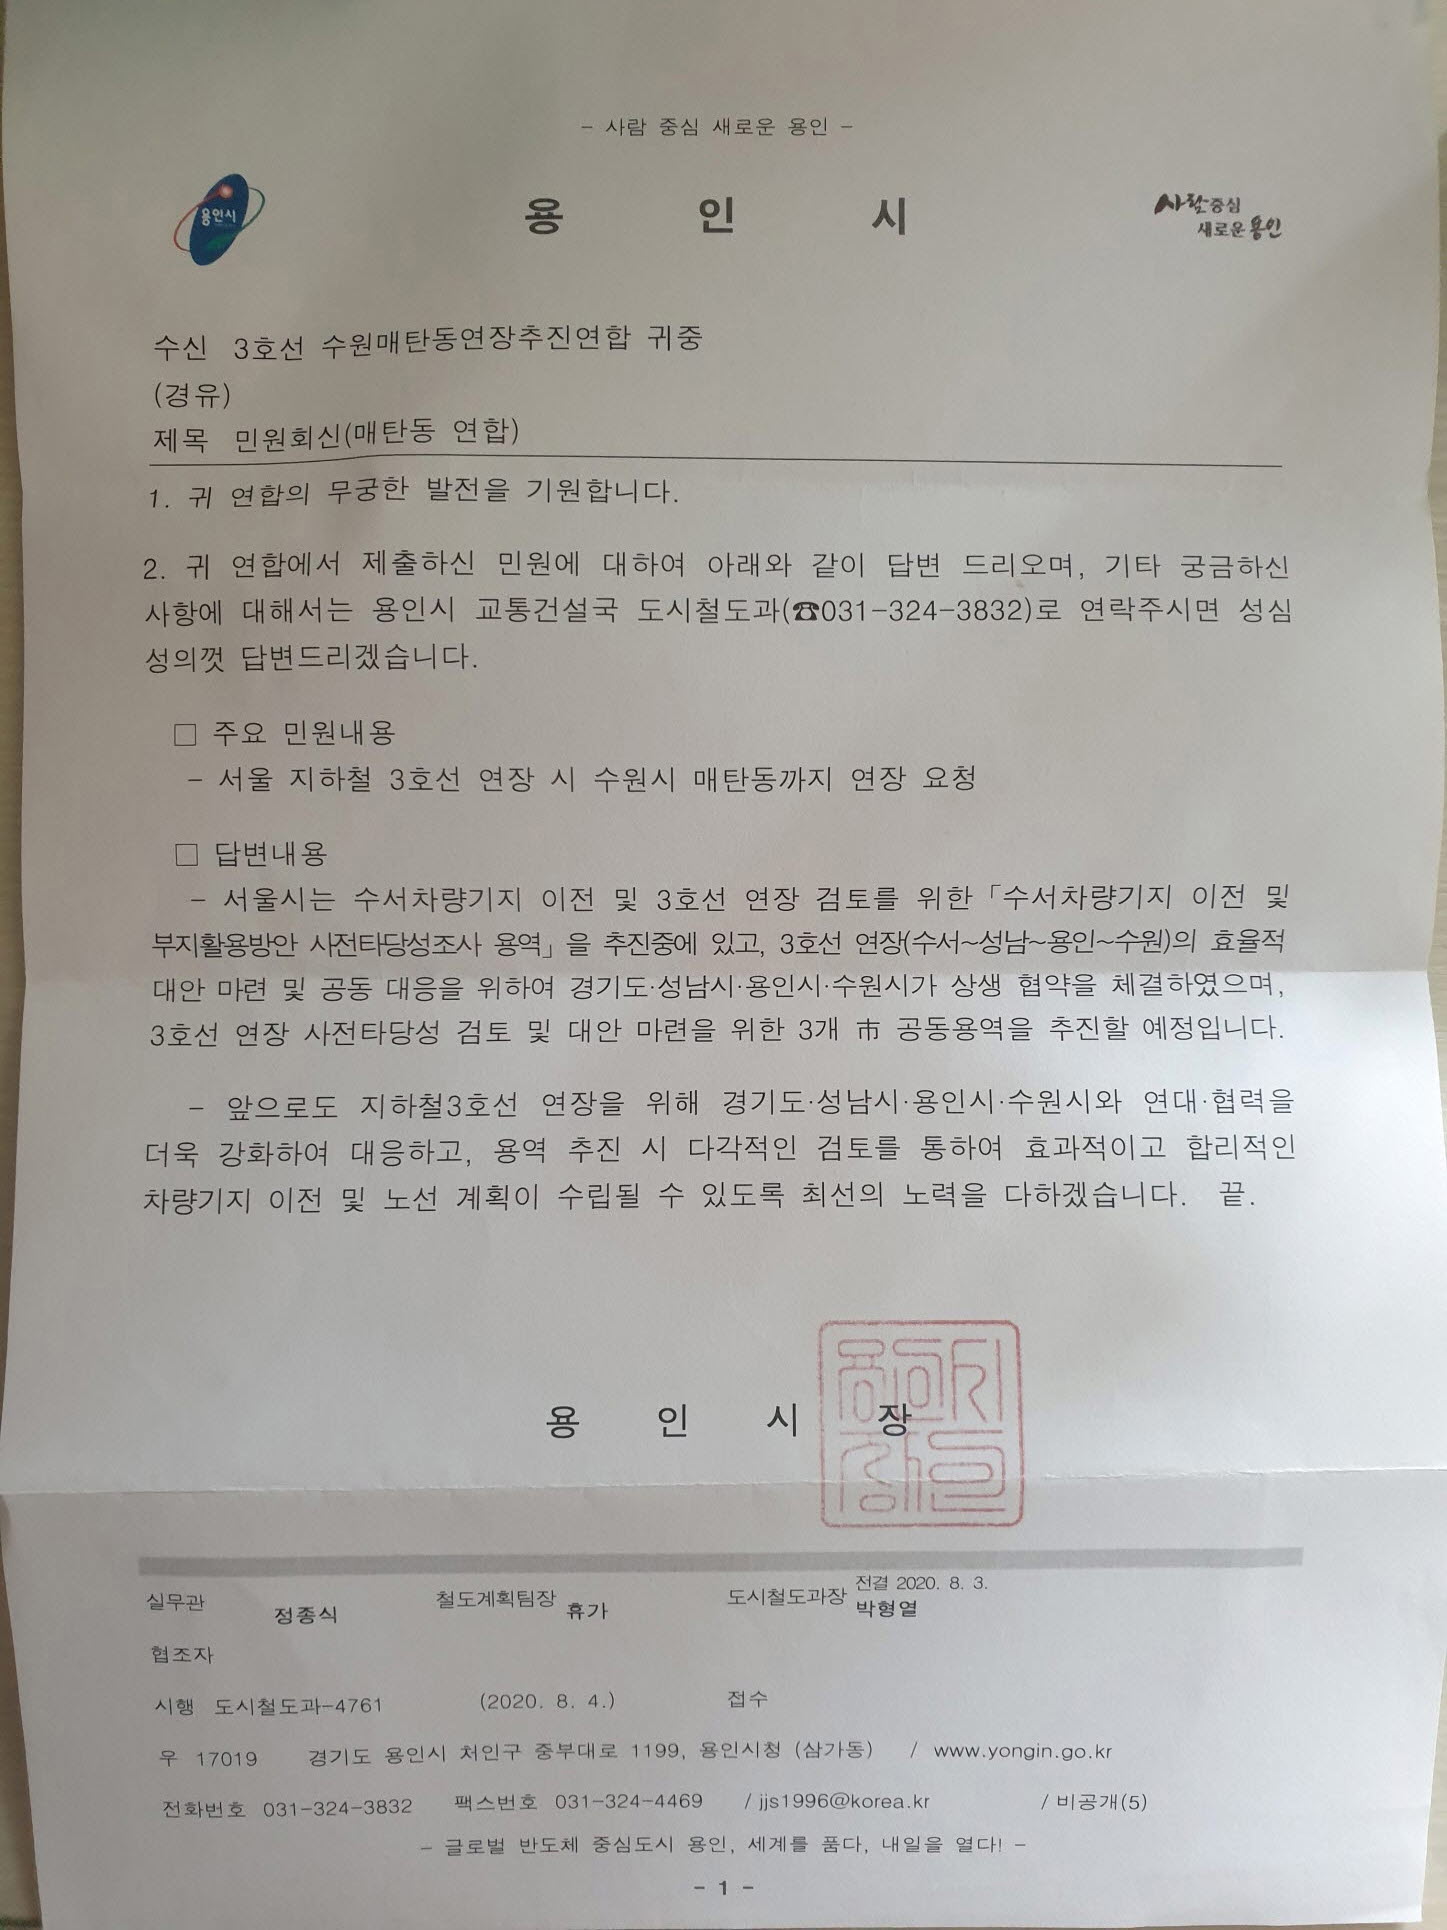 - 사람 중심 새로운 용인 -
용인시
용 인 시
사람중심
새로운 용인
수신 3호선 수원매탄동연장추진연합 귀중
(경유)
제목 민원회신(매탄동 연합)
1. 귀 연합의 무궁한 발전을 기원합니다.
2. 귀 연합에서 제출하신 민원에 대하여 아래와 같이 답변 드리오며, 기타 궁금하신
사항에 대해서는 용인시 교통건설국 도시철도과(☎031-324-3832)로 연락주시면 성심
성의껏 답변드리겠습니다.
□ 주요 민원내용
- 서울 지하철 3호선 연장 시 수원시 매탄동까지 연장 요청
□ 답변내용
- 서울시는 수서차량기지 이전 및 3호선 연장 검토를 위한「수서차량기지 이전 및
부지활용방안 사전타당성조사 용역」을 추진중에 있고, 3호선 연장(수서~성남~용인~수원)의 효율적
대안 마련 및 공동 대응을 위하여 경기도·성남시·용인시·수원시가 상생 협약을 체결하였으며,
3호선 연장 사전타당성 검토 및 대안 마련을 위한 3개 市 공동용역을 추진할 예정입니다.
- 앞으로도 지하철3호선 연장을 위해 경기도·성남시·용인시·수원시와 연대·협력을
더욱 강화하여 대응하고, 용역 추진 시 다각적인 검토를 통하여 효과적이고 합리적인
차량기지 이전 및 노선 계획이 수립될 수 있도록 최선의 노력을 다하겠습니다. 끝.
용 인 시 장
용인시장인
실무관 정종식 철도계획팀장 휴가 도시철도과장 전결 2020. 8. 3. 박형열
협조자
시행 도시철도과-4761 (2020. 8. 4.) 접수
우 17019 경기도 용인시 처인구 중부대로 1199, 용인시청 (삼가동) / www.yongin.go.kr
전화번호 031-324-3832 팩스번호 031-324-4469 / jjs1996@korea.kr / 비공개(5)
- 글로벌 반도체 중심도시 용인, 세계를 품다, 내일을 열다! -
- 1 -